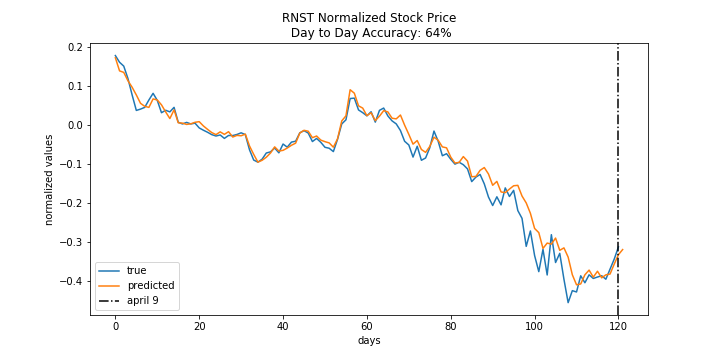 RNST Normalized Stock Price
Day to Day Accuracy: 64%
normalized values
0.2
0.1
0.0
−0.1
−0.2
−0.3
−0.4
true
predicted
april 9
0
20
40
60
80
100
120
days